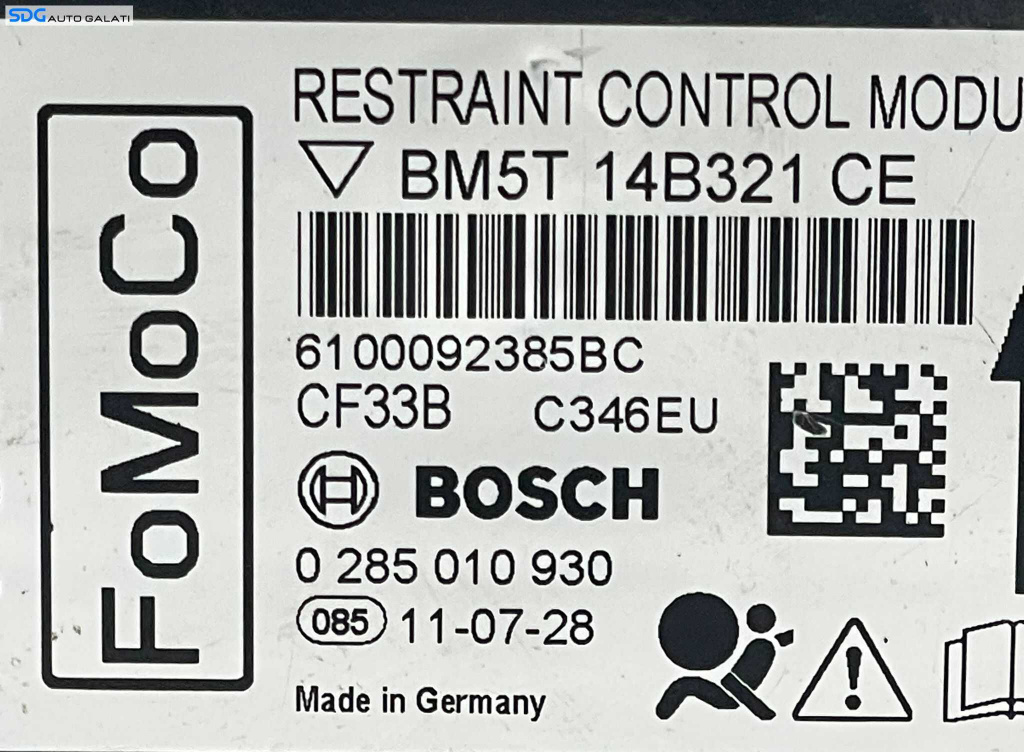 SDG AUTO GALATI
FoMoCo
RESTRAINT CONTROL MODU
BM5T 14B321 CE
6100092385BC
CF33B C346EU
BOSCH
0 285 010 930
085 11-07-28
Made in Germany